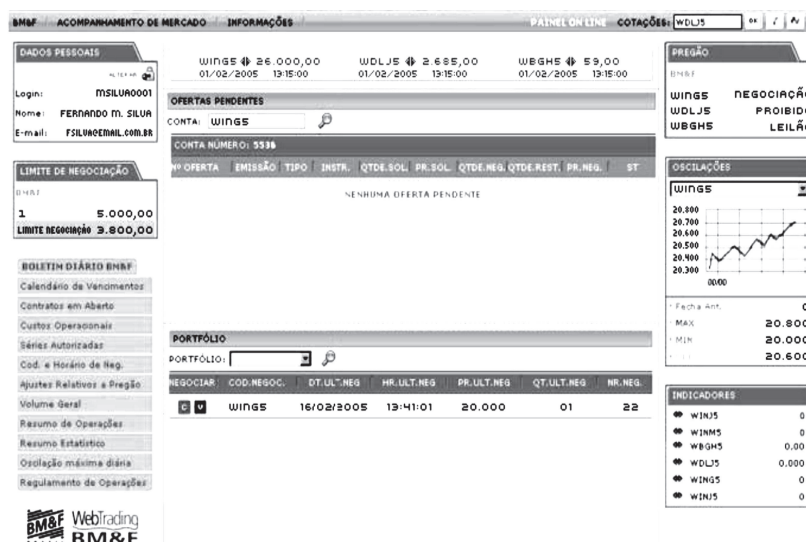 BM&F ACOMPANHAMENTO DE MERCADO INFORMAÇÕES PAINEL ON LINE COTAÇÕES: WDLJ5 OK
DADOS PESSOAIS
ALTERAR
Login: MSILVA0001
Nome: FERNANDO M. SILVA
E-mail: FSILVA@EMAIL.COM.BR
LIMITE DE NEGOCIAÇÃO
BM&F
1 5.000,00
LIMITE NEGOCIAÇÃO 3.800,00
BOLETIM DIÁRIO BM&F
Calendário de Vencimentos
Contratos em Aberto
Custos Operacionais
Séries Autorizadas
Cod. e Horário de Neg.
Ajustes Relativos a Pregão
Volume Geral
Resumo de Operações
Resumo Estatístico
Oscilação máxima diária
Regulamento de Operações
BM&F WebTrading
BM&F
WING5 26.000,00 WDLJ5 2.685,00 WBGH5 59,00
01/02/2005 13:15:00 01/02/2005 13:15:00 01/02/2005 13:15:00
OFERTAS PENDENTES
CONTA: WING5
CONTA NÚMERO: 5536
Nº OFERTA EMISSÃO TIPO INSTR. QTDE.SOL. PR.SOL. QTDE.NEG. QTDE.REST. PR.NEG. ST
NENHUMA OFERTA PENDENTE
PORTFÓLIO
PORTFÓLIO:
NEGOCIAR COD.NEGOC. DT.ULT.NEG HR.ULT.NEG PR.ULT.NEG QT.ULT.NEG NR.NEG.
C V WING5 16/02/2005 13:41:01 20.000 01 22
PREGÃO
BM&F
WING5 NEGOCIAÇÃO
WDLJ5 PROIBIDO
WBGH5 LEILÃO
OSCILAÇÕES
WING5
20.800
20.700
20.600
20.500
20.400
20.300
00:00
Fecha Ant. 0
MAX 20.800
MIN 20.000
20.600
INDICADORES
WINJ5 0
WINM5 0
WBGH5 0.00
WDLJ5 0.000
WING5 0
WINJ5 0